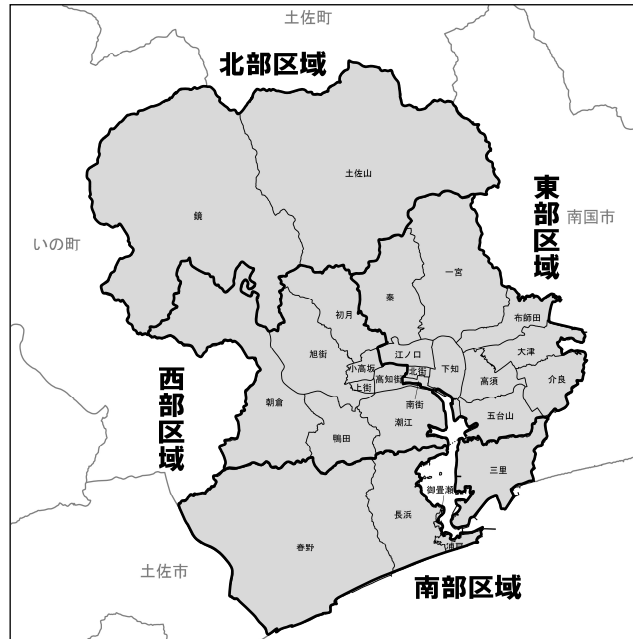 土佐町
北部区域
土佐山
東部区域
鏡
南国市
いの町
一宮
秦
初月
布師田
旭街
江ノ口
大津
小高坂
北街
下知
高知街
高須
介良
上街
朝倉
南街
五台山
西部区域
潮江
鴨田
三里
御畳瀬
長浜
春野
土佐市
南部区域